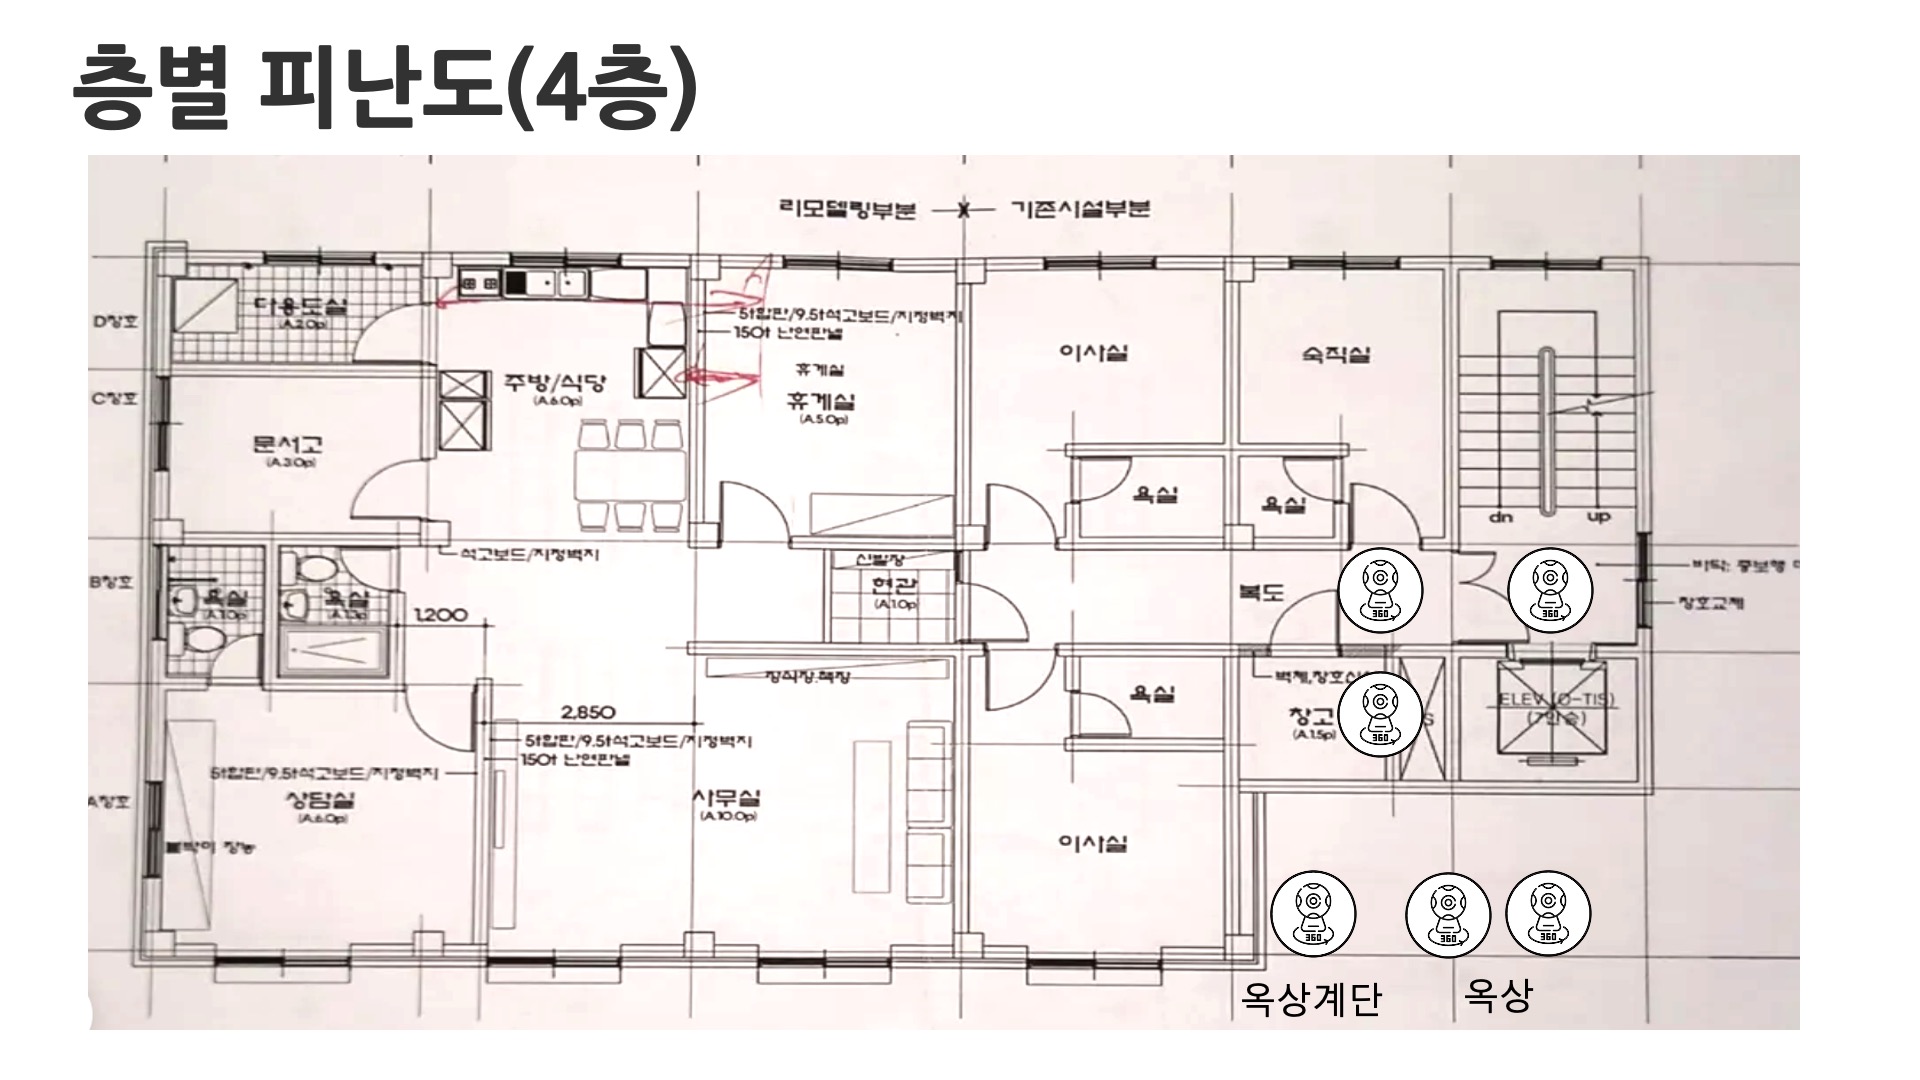 층별 피난도(4층)
리모델링부분
기존시설부분
D창호
다용도실
(A.2.0p)
5t합판/9.5t석고보드/지정벽지
150t 난연판넬
휴게실
휴게실
(A.5.0p)
이사실
숙직실
C창호
주방/식당
(A.6.0p)
문서고
(A.3.0p)
욕실
욕실
dn
up
석고보드/지정벽지
신발장
현관
(A.1.0p)
복도
바닥:
창호교체
B창호
욕실
(A.1.0p)
욕실
1,200
장식장,책장
욕실
벽체,창호신
창고
(A.1.5p)
ELEV.(O-TIS)
(7인승)
2,850
5t합판/9.5t석고보드/지정벽지
150t 난연판넬
5t합판/9.5t석고보드/지정벽지
상담실
(A.6.0p)
사무실
(A.10.0p)
A창호
붙박이 장농
이사실
360
360
360
360
360
360
옥상계단
옥상